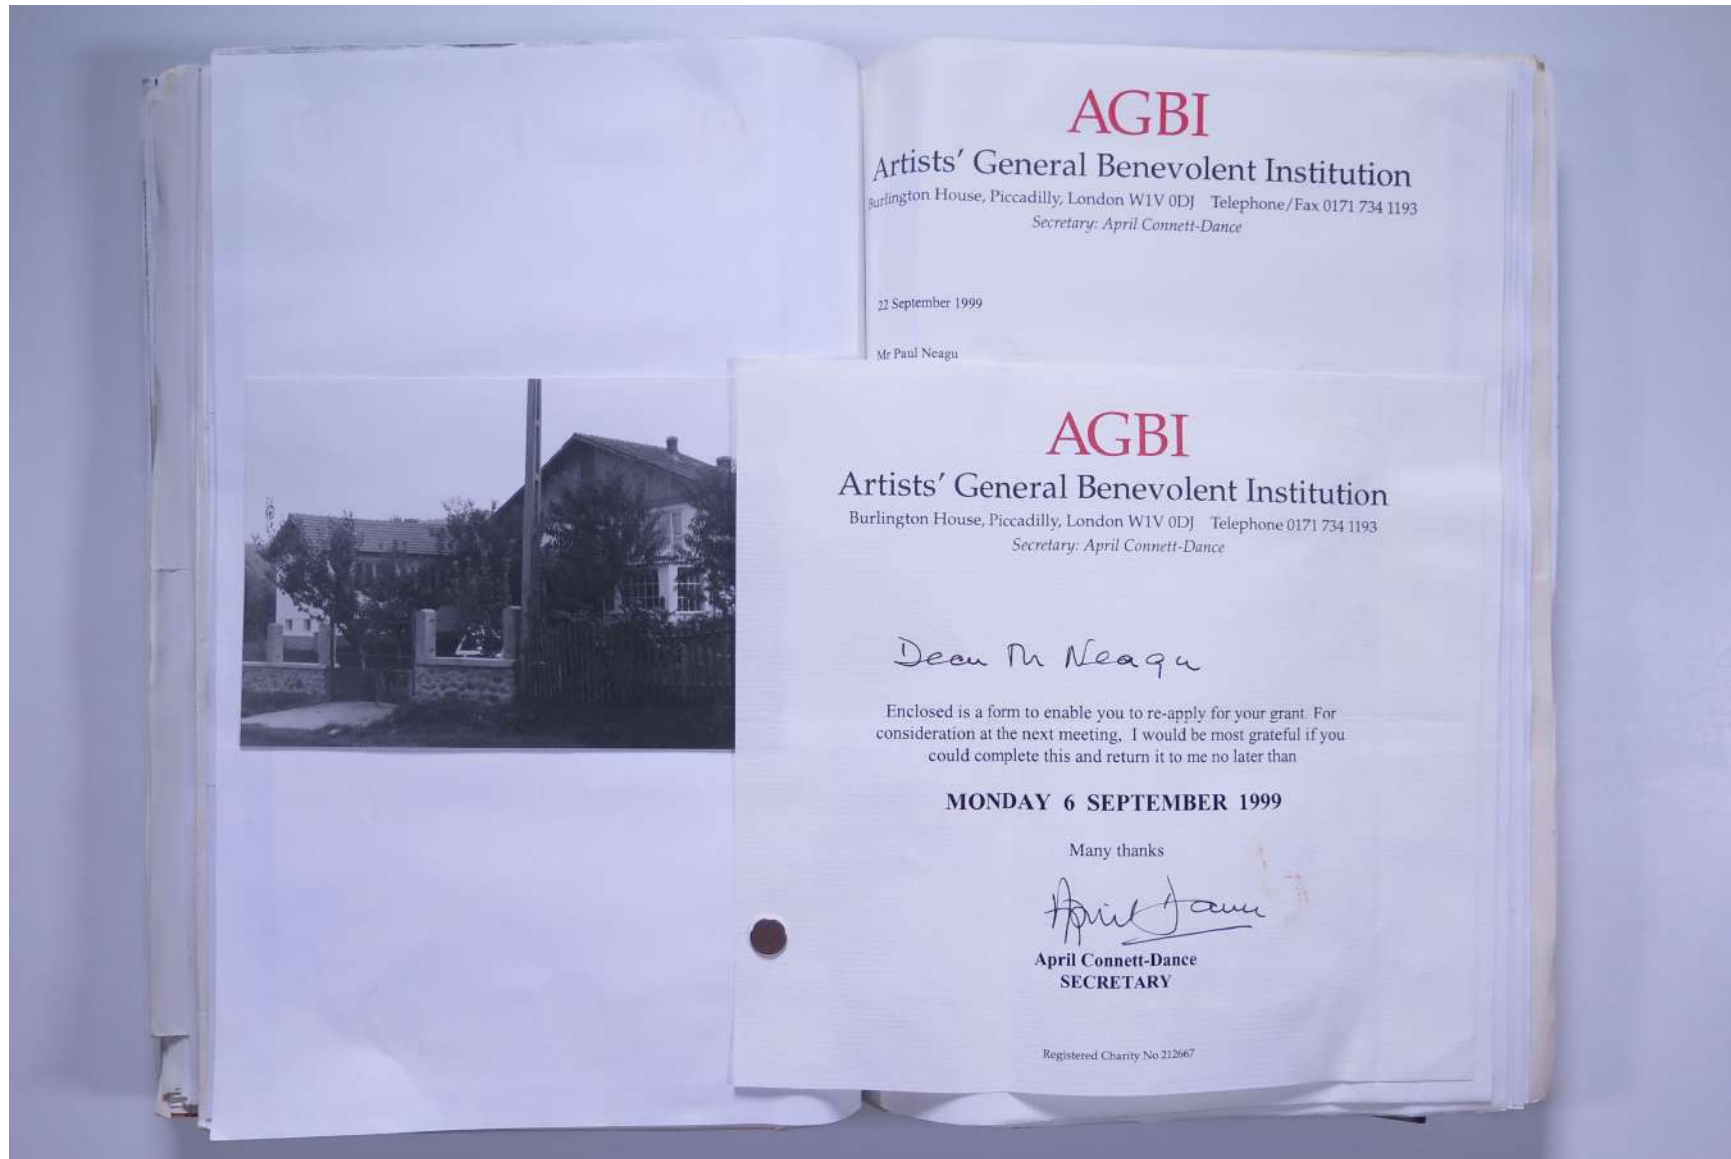 AGBI
Artists' General Benevolent Institution
Burlington House, Piccadilly, London W1V 0DJ Telephone/Fax 0171 734 1193
Secretary: April Connett-Dance
22 September 1999
Mr Paul Neagu
AGBI
Artists' General Benevolent Institution
Burlington House, Piccadilly, London W1V 0DJ Telephone 0171 734 1193
Secretary: April Connett-Dance
Dear Mr Neagu
Enclosed is a form to enable you to re-apply for your grant. For
consideration at the next meeting, I would be most grateful if you
could complete this and return it to me no later than
MONDAY 6 SEPTEMBER 1999
Many thanks
April Dance
April Connett-Dance
SECRETARY
Registered Charity No 212667